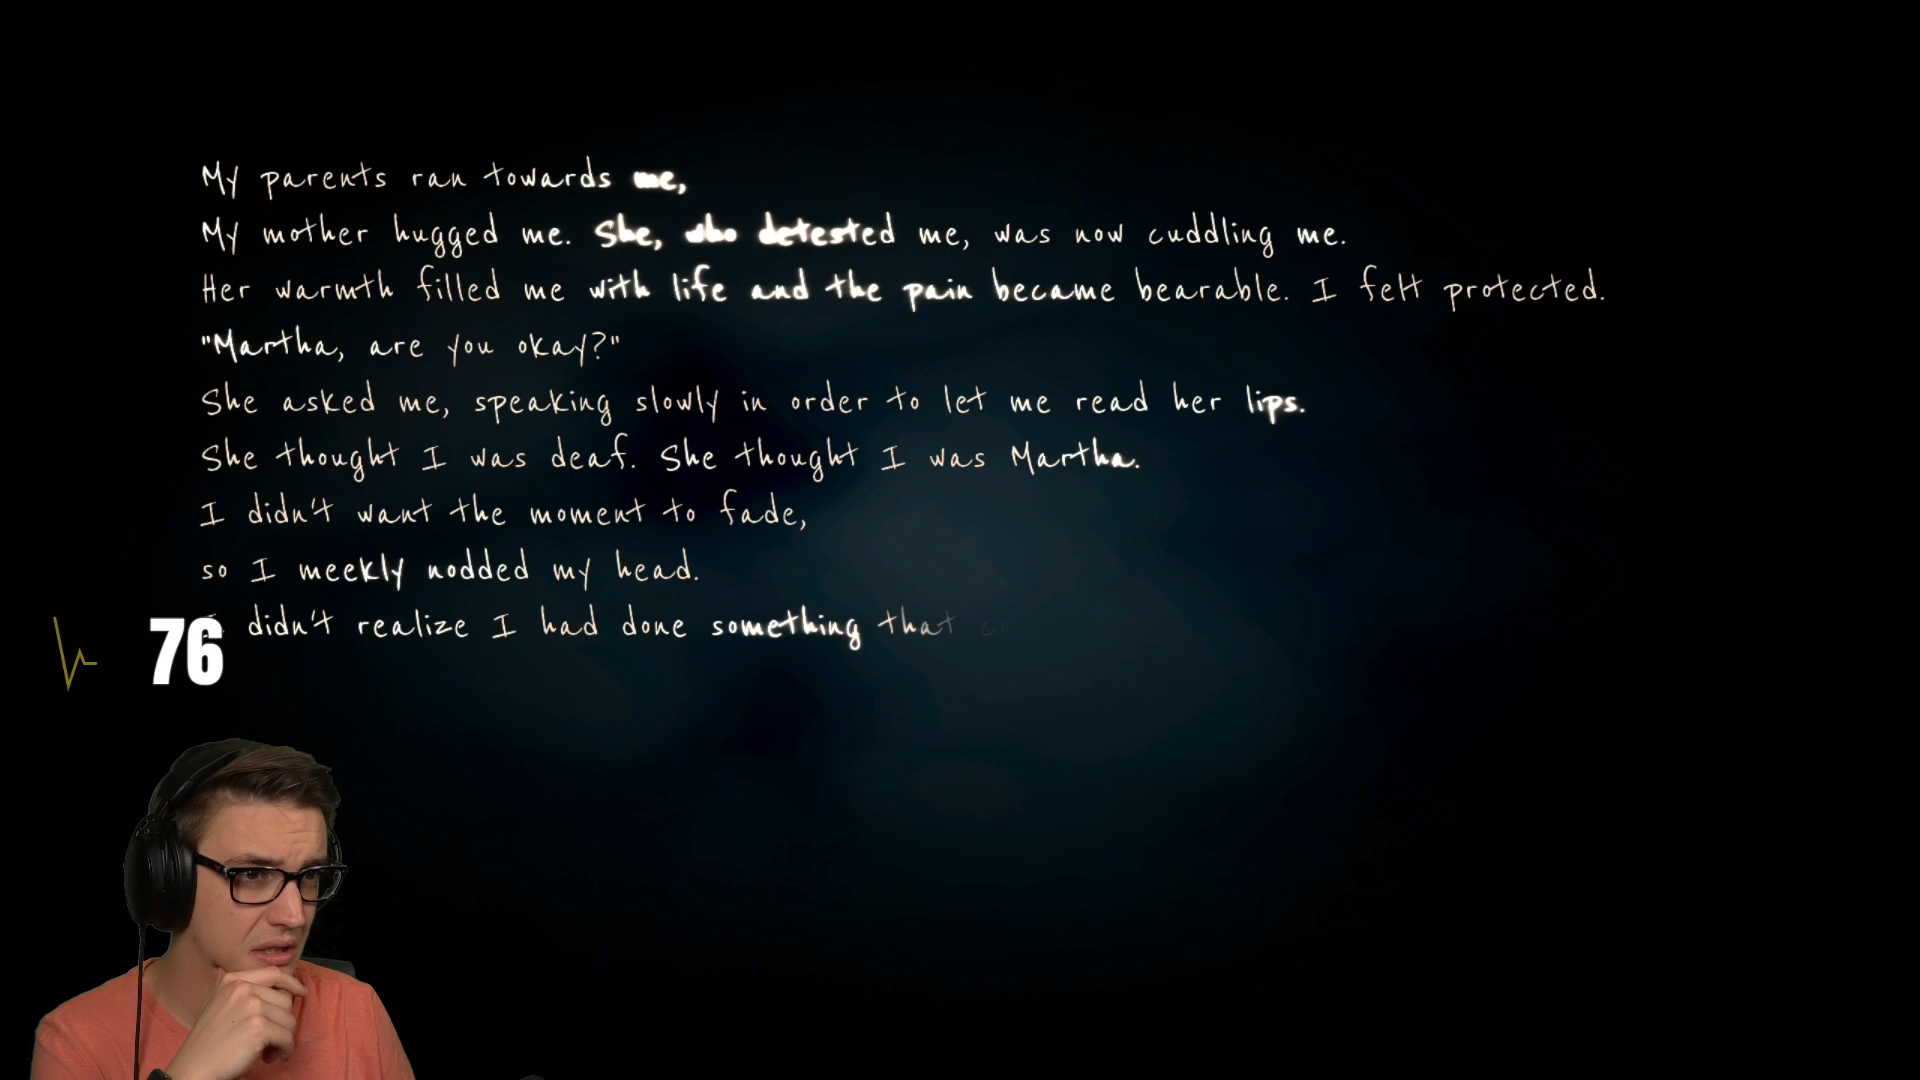 My parents ran towards me,
My mother hugged me. She, who detested me, was now cuddling me.
Her warmth filled me with life and the pain became bearable. I felt protected.
"Martha, are you okay?"
She asked me, speaking slowly in order to let me read her lips.
She thought I was deaf. She thought I was Martha.
I didn't want the moment to fade,
so I meekly nodded my head.
didn't realize I had done something that
76